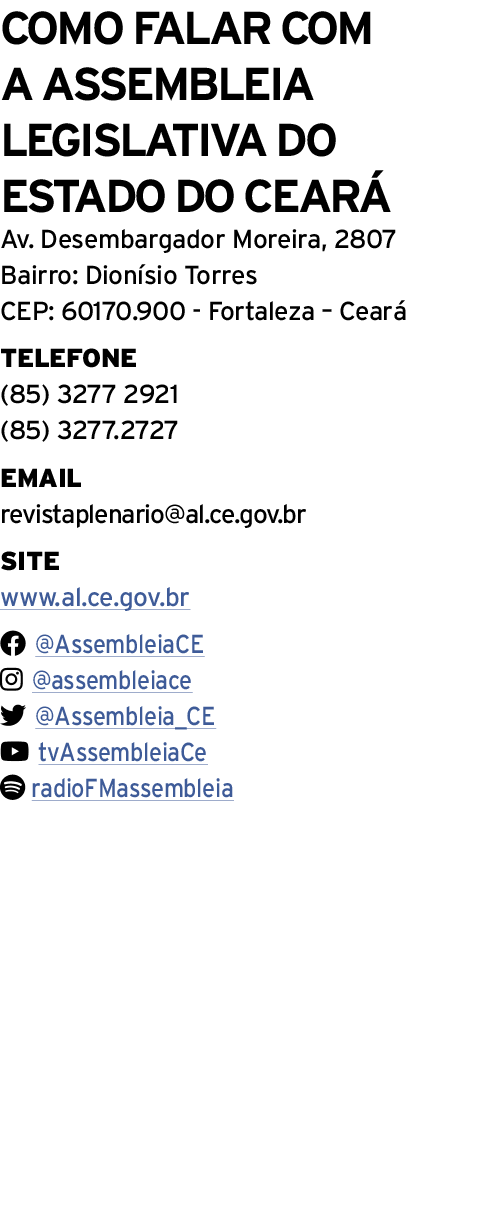 COMO FALAR COM
A ASSEMBLEIA
LEGISLATIVA DO
ESTADO DO CEARÁ
Av. Desembargador Moreira, 2807
Bairro: Dionísio Torres
CEP: 60170.900 - Fortaleza – Ceará
TELEFONE
(85) 3277 2921
(85) 3277.2727
EMAIL
revistaplenario@al.ce.gov.br
SITE
www.al.ce.gov.br
@AssembleiaCE
@assembleiace
@Assembleia_CE
tvAssembleiaCe
radioFMassembleia